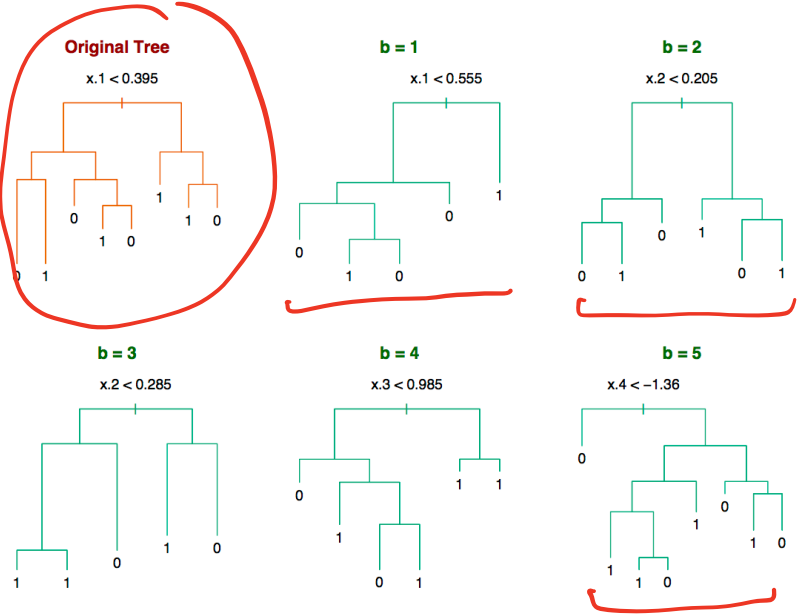 Original Tree
x.1 < 0.395
0 1 0 1 0 1 1 0
b = 1
x.1 < 0.555
0 1 0 0 1
b = 2
x.2 < 0.205
0 1 0 1 0 1
b = 3
x.2 < 0.285
1 1 0 1 0
b = 4
x.3 < 0.985
0 1 0 1 1 1
b = 5
x.4 < −1.36
0 1 1 0 1 0 1 0